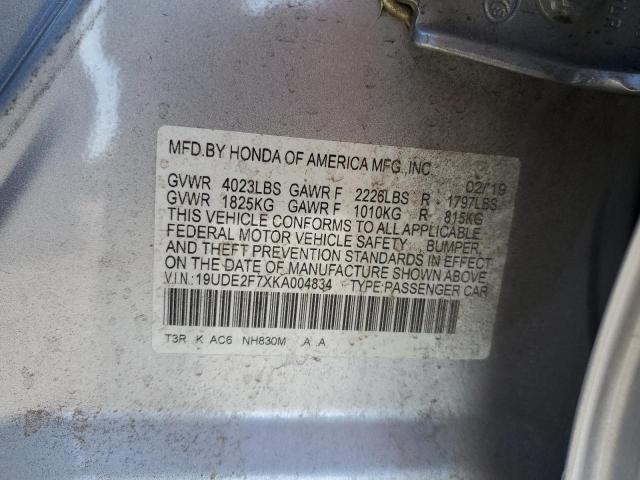 MFD.BY HONDA OF AMERICA MFG.,INC. 02/19
GVWR 4023LBS GAWR F 2226LBS R 1797LBS
GVWR 1825KG GAWR F 1010KG R 815KG
THIS VEHICLE CONFORMS TO ALL APPLICABLE
FEDERAL MOTOR VEHICLE SAFETY, BUMPER,
AND THEFT PREVENTION STANDARDS IN EFFECT
ON THE DATE OF MANUFACTURE SHOWN ABOVE.
V.I.N.:19UDE2F7XKA004834 TYPE:PASSENGER CAR
T3R K AC6 NH830M A A